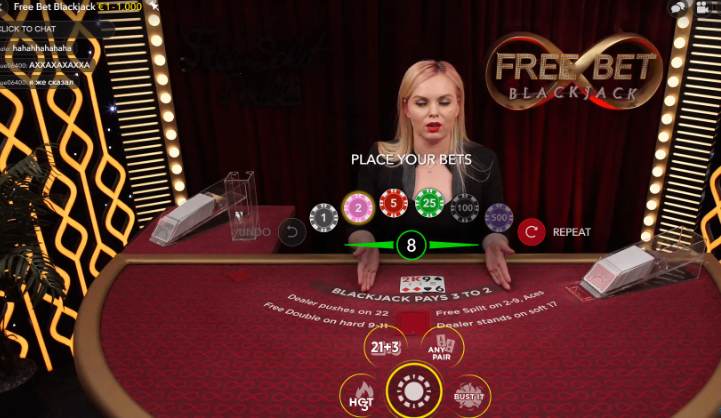 Free Bet Blackjack €1 - 1,000
CLICK TO CHAT
hahahhahahaha
AXXAXAXAXXA
я же сказал
FREE BET
BLACKJACK
PLACE YOUR BETS
1
2
5
25
100
500
UNDO
REPEAT
8
2 K 9
6
BLACKJACK PAYS 3 TO 2
Dealer pushes on 22
Free Split on 2-9, Aces
Free Double on hard 9-11
Dealer stands on soft 17
21+3
ANY
PAIR
HOT
3
BUST IT